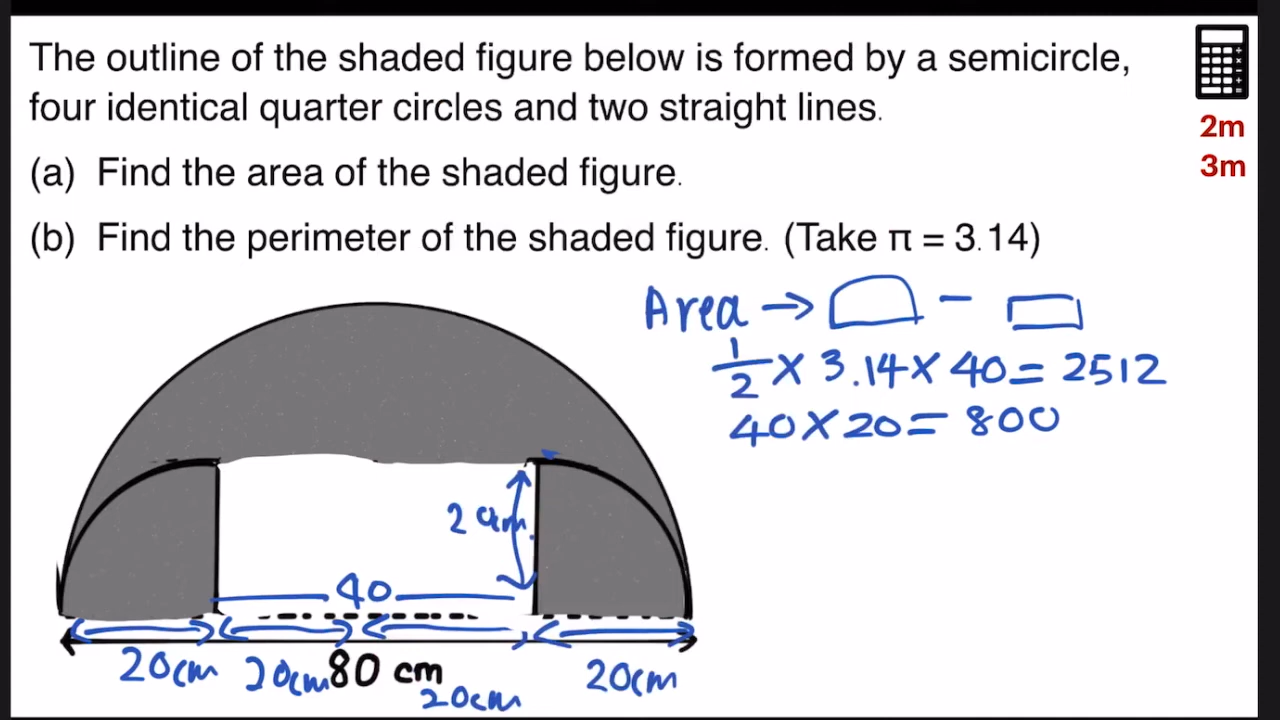 The outline of the shaded figure below is formed by a semicircle,
four identical quarter circles and two straight lines.
2m
(a) Find the area of the shaded figure.
3m
(b) Find the perimeter of the shaded figure. (Take π = 3.14)
Area →  −
1/2 × 3.14 × 40 = 2512
40 × 20 = 800
20cm
40
20cm
20cm
80 cm
20cm
20cm